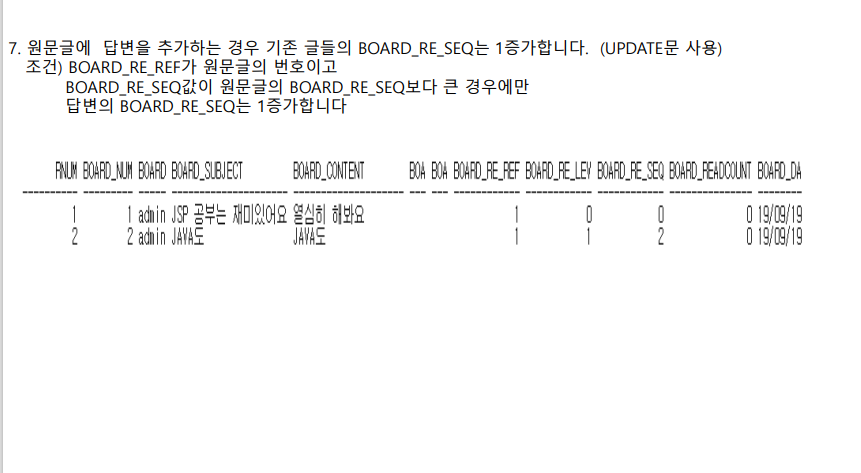 7. 원문글에  답변을 추가하는 경우 기존 글들의 BOARD_RE_SEQ는 1증가합니다.  (UPDATE문 사용)
조건) BOARD_RE_REF가 원문글의 번호이고
BOARD_RE_SEQ값이 원문글의 BOARD_RE_SEQ보다 큰 경우에만
답변의 BOARD_RE_SEQ는 1증가합니다
RNUM BOARD_NUM BOARD BOARD_SUBJECT BOARD_CONTENT BOA BOA BOARD_RE_REF BOARD_RE_LEV BOARD_RE_SEQ BOARD_READCOUNT BOARD_DA
1 1 admin JSP 공부는 재미있어요 열심히 해봐요 1 0 0 0 19/09/19
2 2 admin JAVA도 JAVA도 1 1 2 0 19/09/19